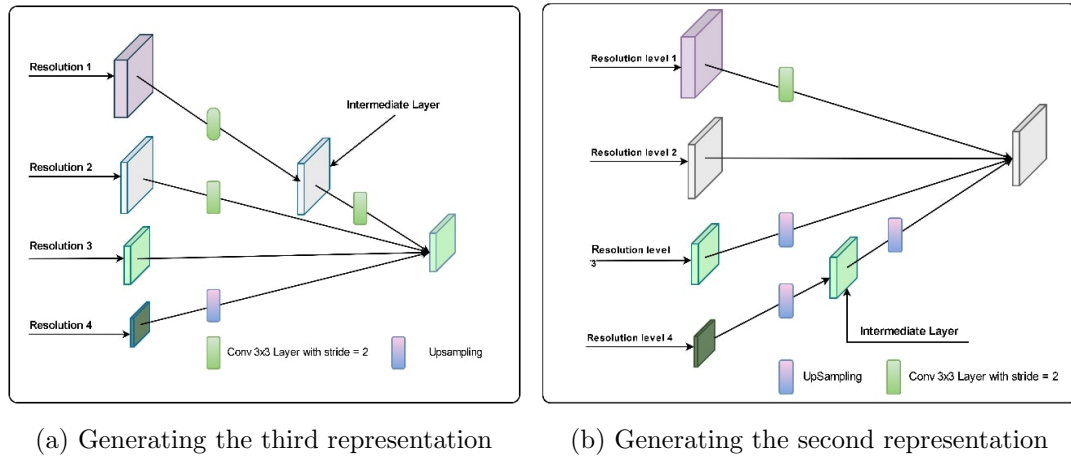 Resolution 1
Intermediate Layer
Resolution 2
Resolution 3
Resolution 4
Conv 3x3 Layer with stride = 2
Upsampling
(a) Generating the third representation
Resolution level 1
Resolution level 2
Resolution level
3
Resolution level 4
Intermediate Layer
UpSampling
Conv 3x3 Layer with stride = 2
(b) Generating the second representation